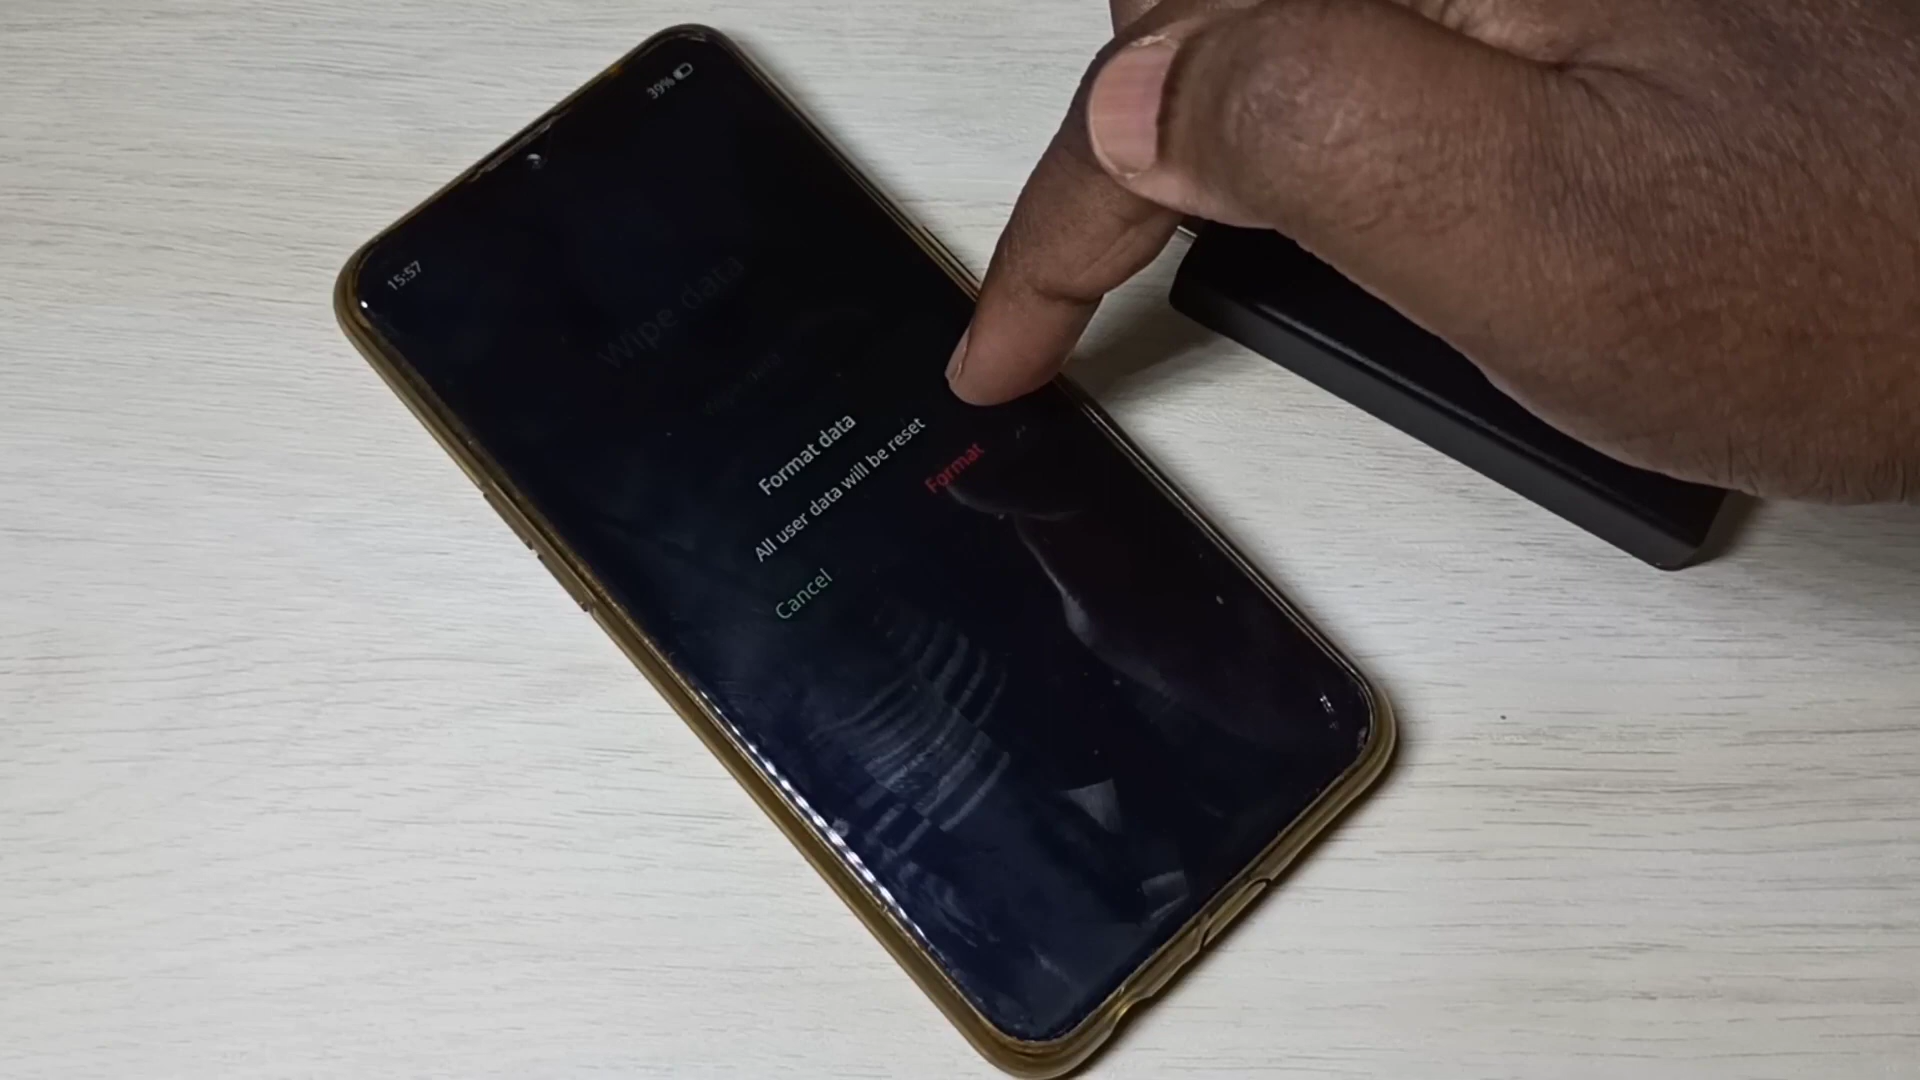 15:57
39%
Wipe data
Format data
All user data will be reset
Cancel
Format